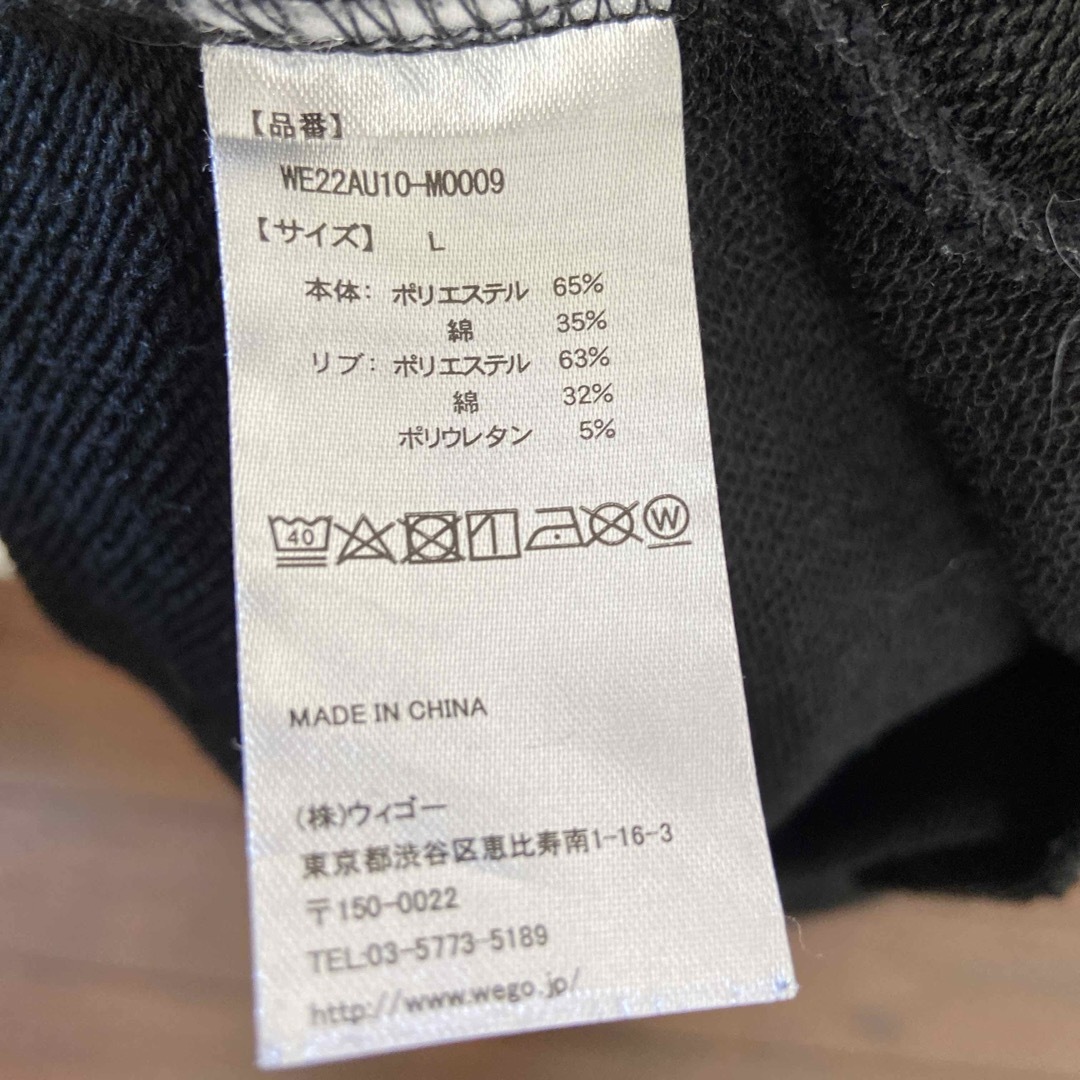 【品番】
WE22AU10-M0009
【サイズ】 L
本体: ポリエステル 65%
綿 35%
リブ: ポリエステル 63%
綿 32%
ポリウレタン 5%
40 W
MADE IN CHINA
(株)ウィゴー
東京都渋谷区恵比寿南1-16-3
〒150-0022
TEL:03-5773-5189
http://www.wego.jp/